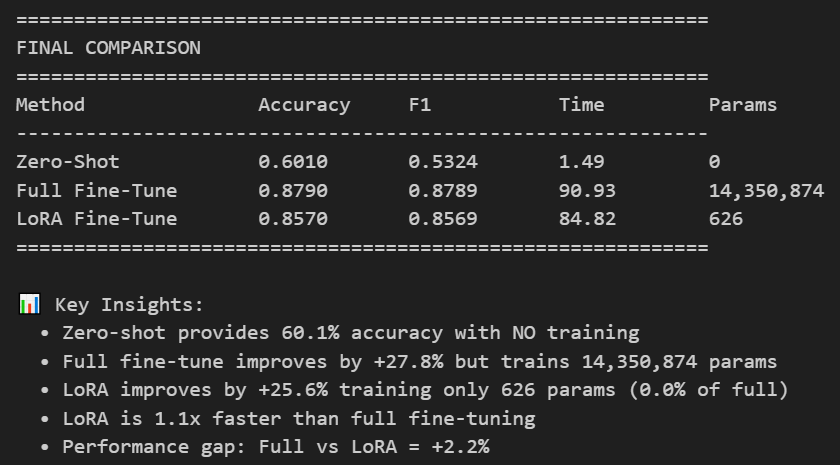 ============================================================
FINAL COMPARISON
============================================================
Method Accuracy F1 Time Params
------------------------------------------------------------
Zero-Shot 0.6010 0.5324 1.49 0
Full Fine-Tune 0.8790 0.8789 90.93 14,350,874
LoRA Fine-Tune 0.8570 0.8569 84.82 626
============================================================
📊 Key Insights:
• Zero-shot provides 60.1% accuracy with NO training
• Full fine-tune improves by +27.8% but trains 14,350,874 params
• LoRA improves by +25.6% training only 626 params (0.0% of full)
• LoRA is 1.1x faster than full fine-tuning
• Performance gap: Full vs LoRA = +2.2%